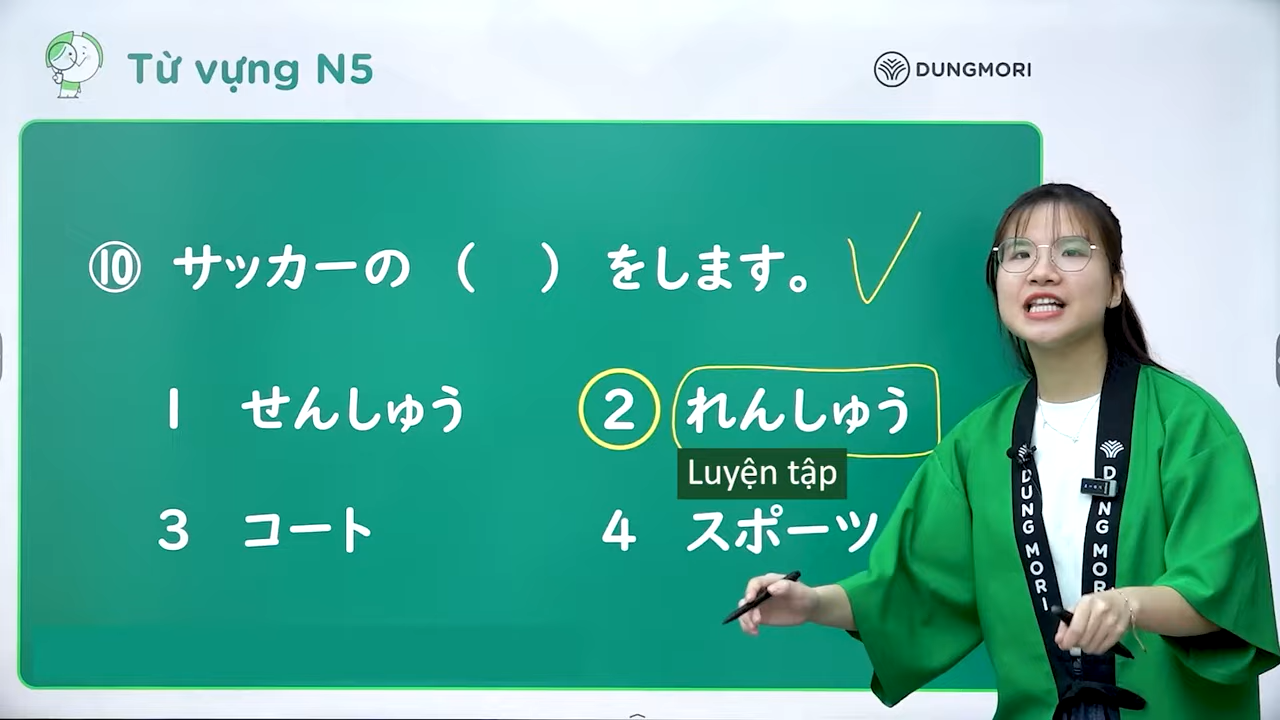 Từ vựng N5
DUNGMORI
⑩ サッカーの ( ) をします。
1 せんしゅう
2 れんしゅう
Luyện tập
3 コート
4 スポーツ
DUNG MORI
DUNG MORI